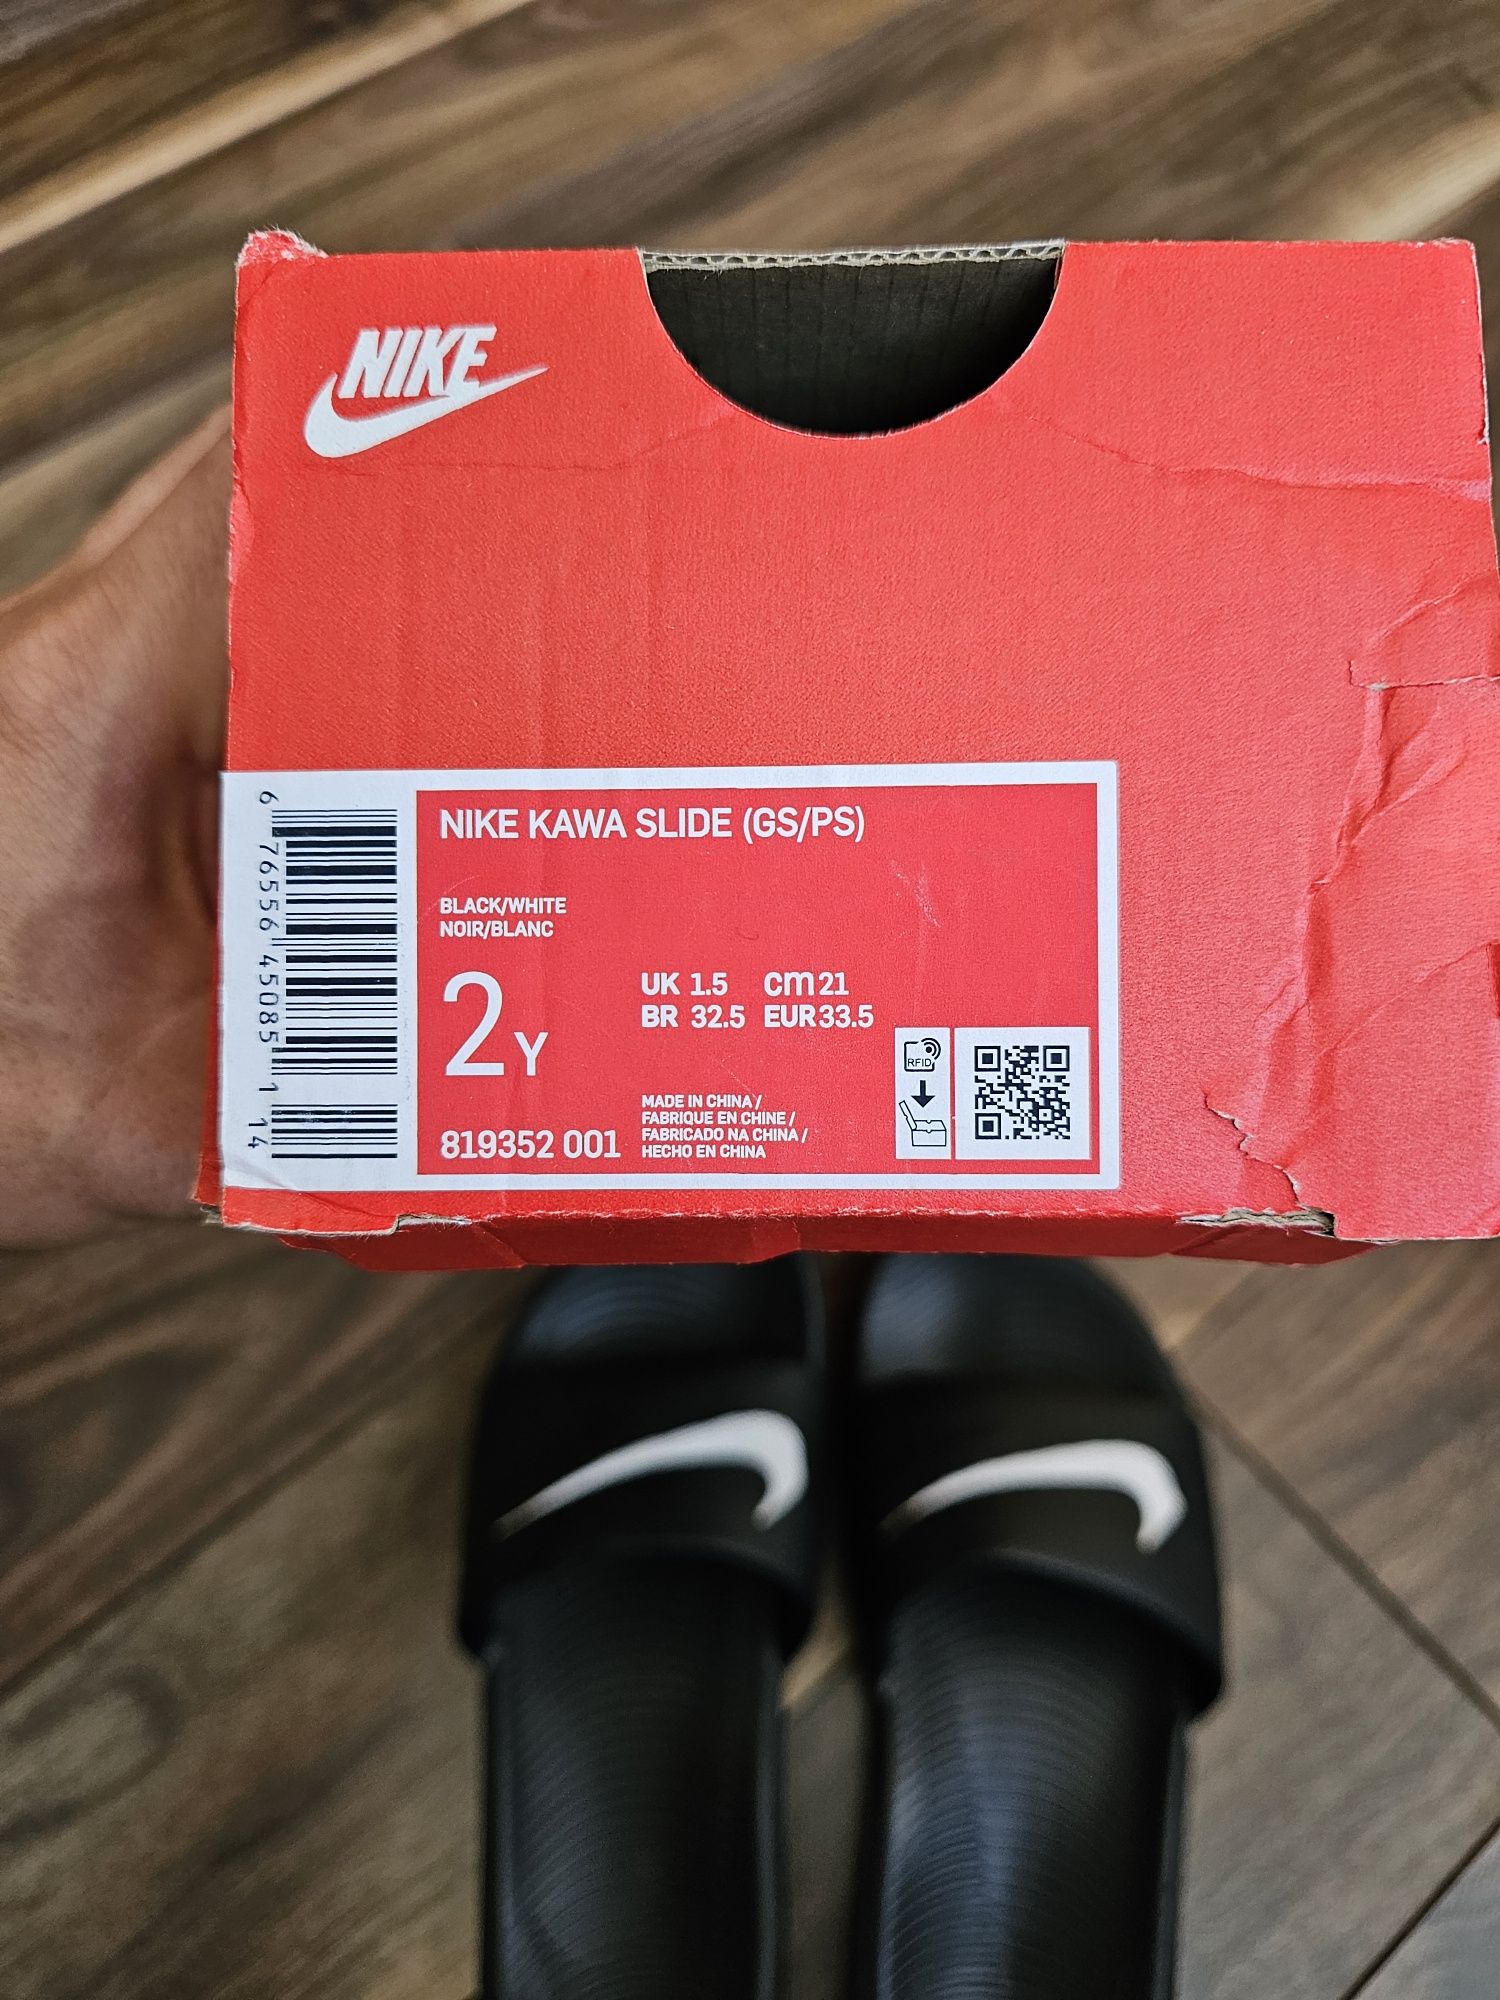 NIKE
NIKE KAWA SLIDE (GS/PS)
BLACK/WHITE
NOIR/BLANC
2Y
UK 1.5 cm 21
BR 32.5 EUR 33.5
819352 001
MADE IN CHINA /
FABRIQUE EN CHINE /
FABRICADO NA CHINA /
HECHO EN CHINA
RFID
6 76556 45085 1 14